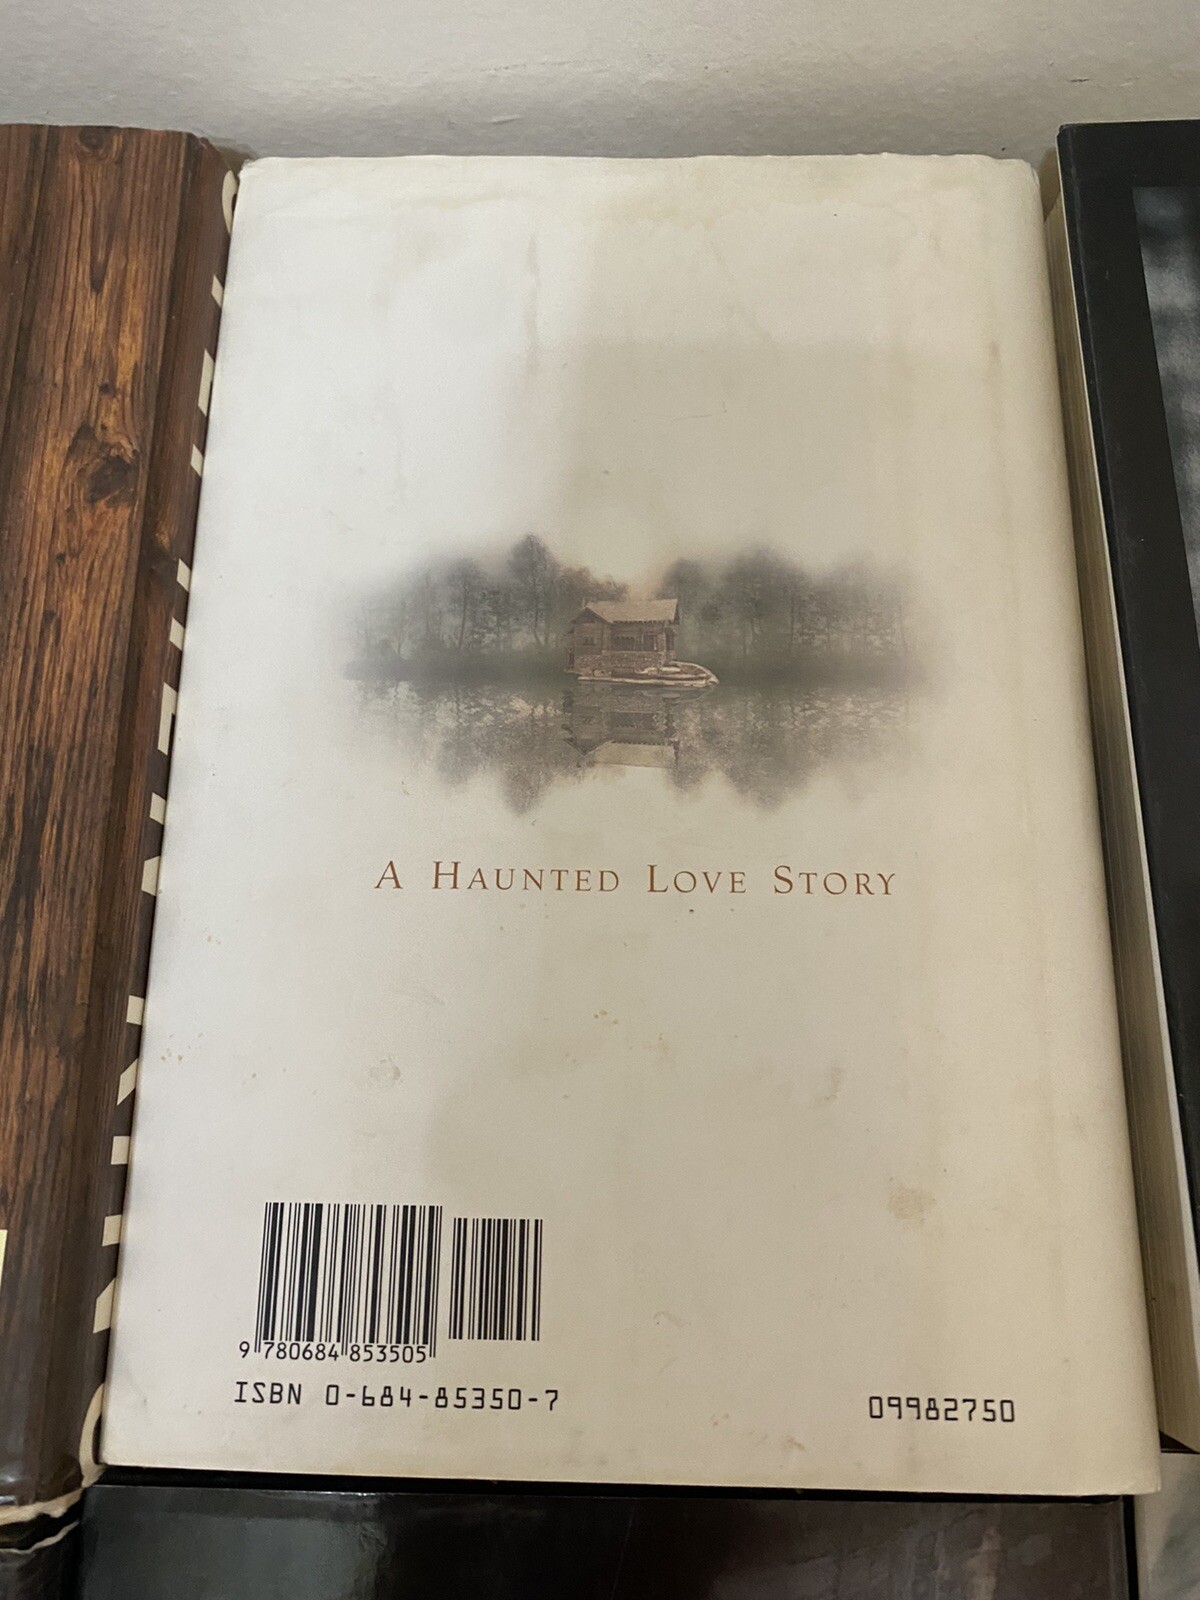 A HAUNTED LOVE STORY
9 780684 853505
ISBN 0-684-85350-7
09982750